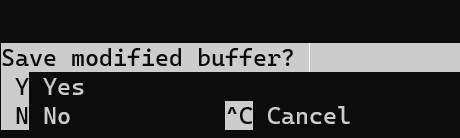 Save modified buffer?
Y Yes
N No ^C Cancel